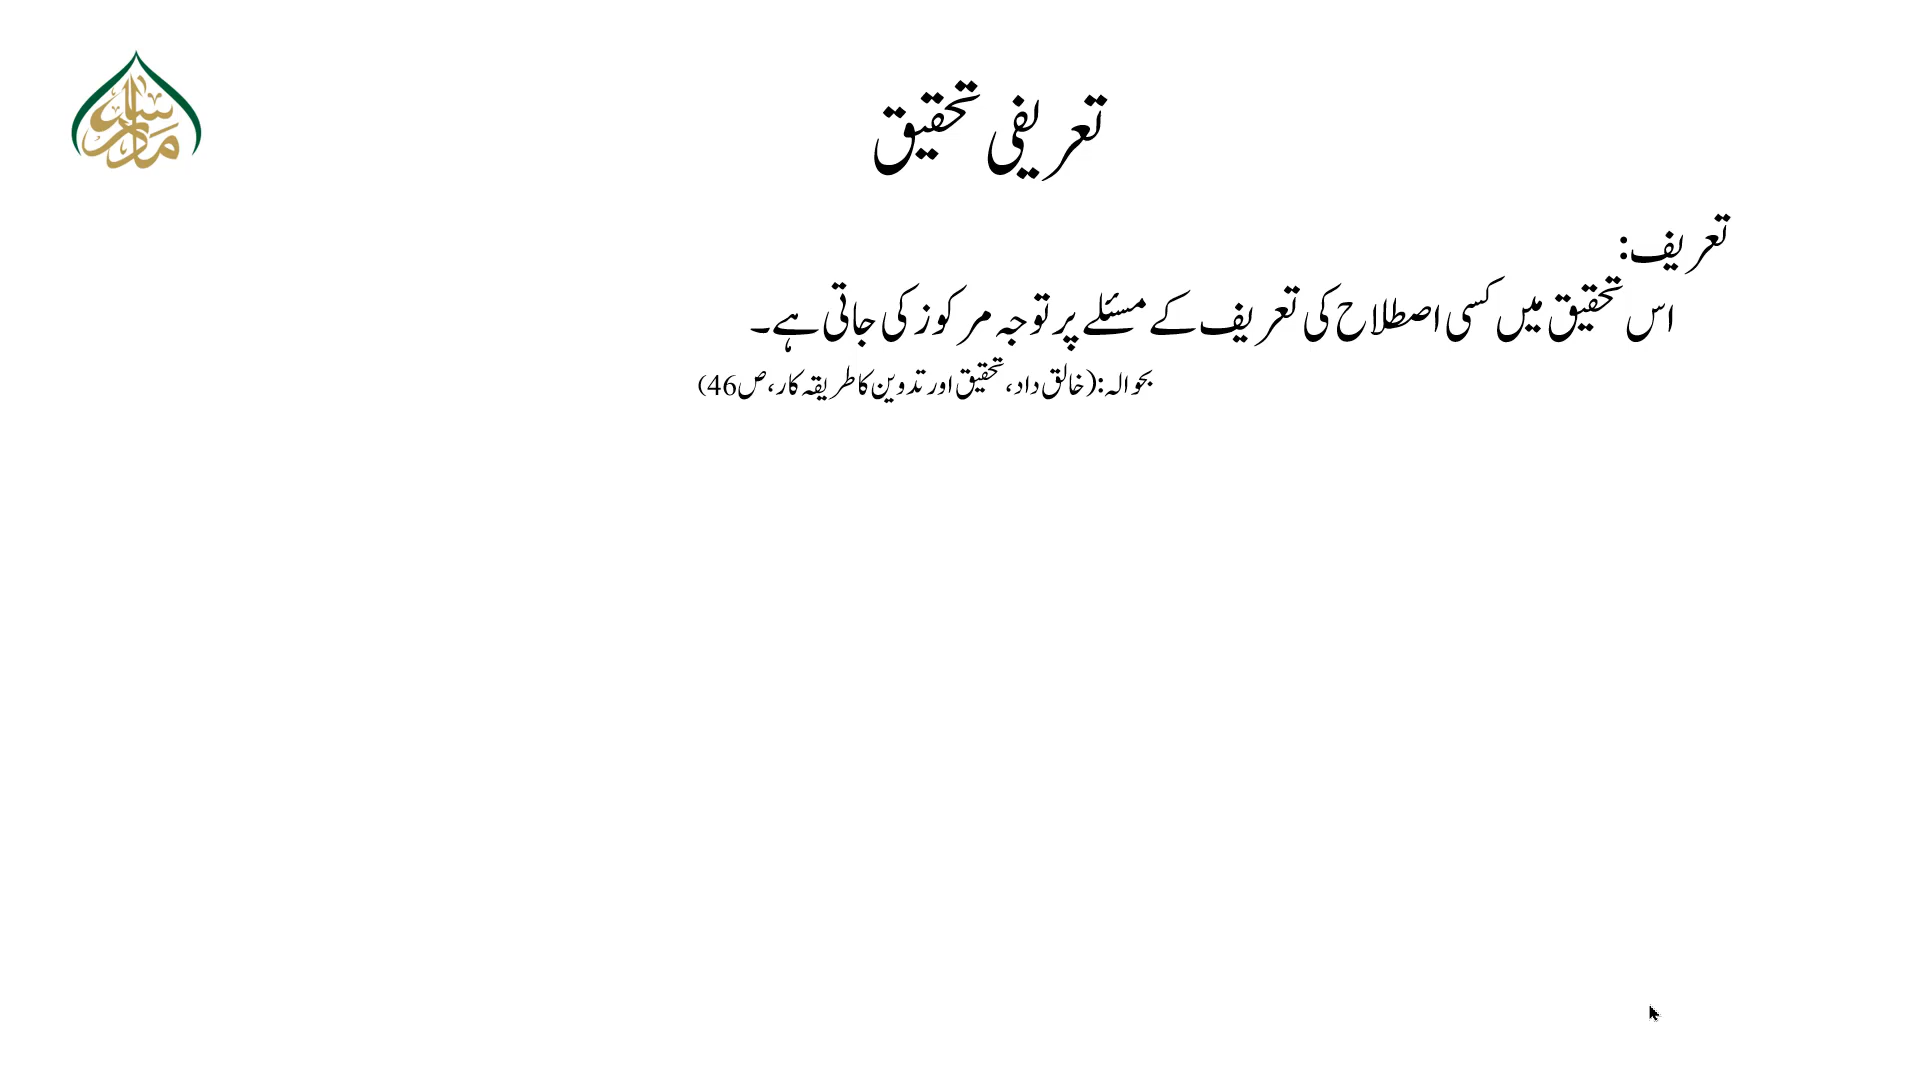 تعریفی تحقیق
تعریف:
اس تحقیق میں کسی اصطلاح کی تعریف کے مسئلے پر توجہ مرکوز کی جاتی ہے۔
بحوالہ:(خالق داد، تحقیق اور تدوین کا طریقہ کار، ص46)